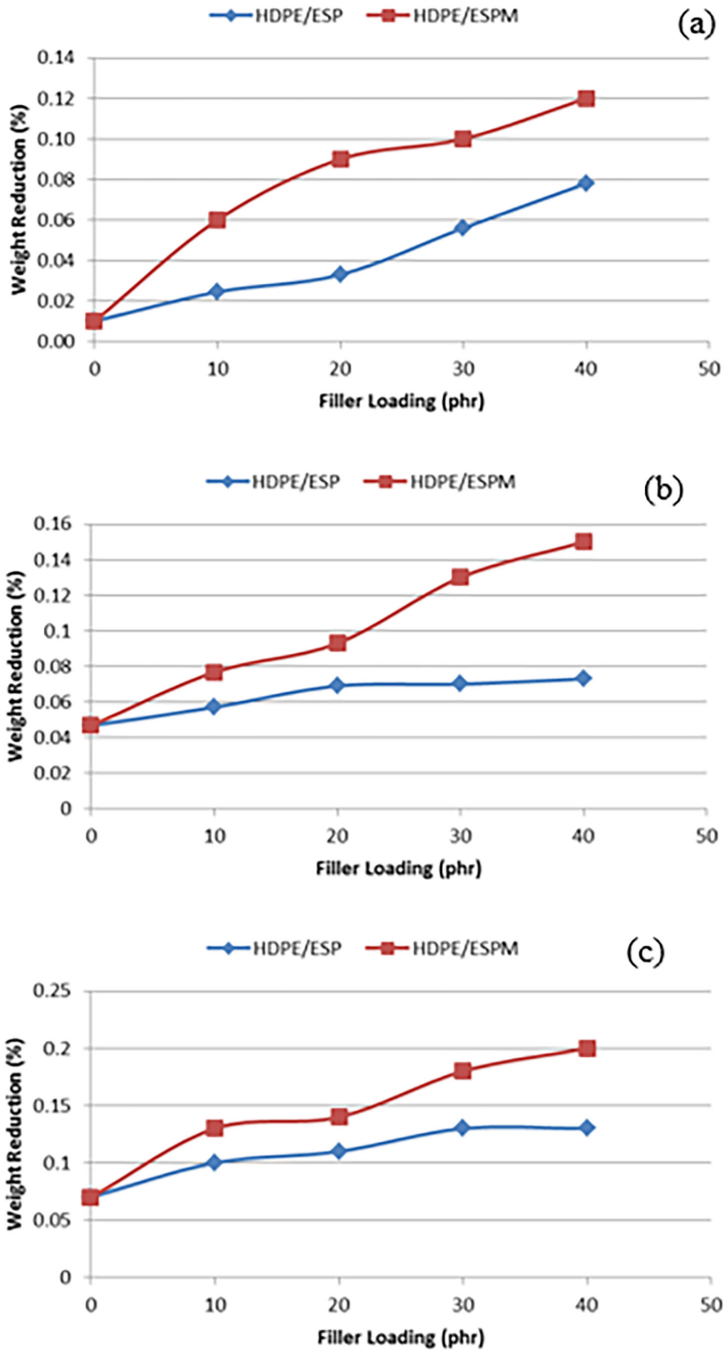 HDPE/ESP HDPE/ESPM (a)
0.14
0.12
0.10
0.08
0.06
0.04
0.02
0.00
Weight Reduction (%)
0 10 20 30 40 50
Filler Loading (phr)
HDPE/ESP HDPE/ESPM (b)
0.16
0.14
0.12
0.1
0.08
0.06
0.04
0.02
0
Weight Reduction (%)
0 10 20 30 40 50
Filler Loading (phr)
HDPE/ESP HDPE/ESPM (c)
0.25
0.2
0.15
0.1
0.05
0
Weight Reduction (%)
0 10 20 30 40 50
Filler Loading (phr)